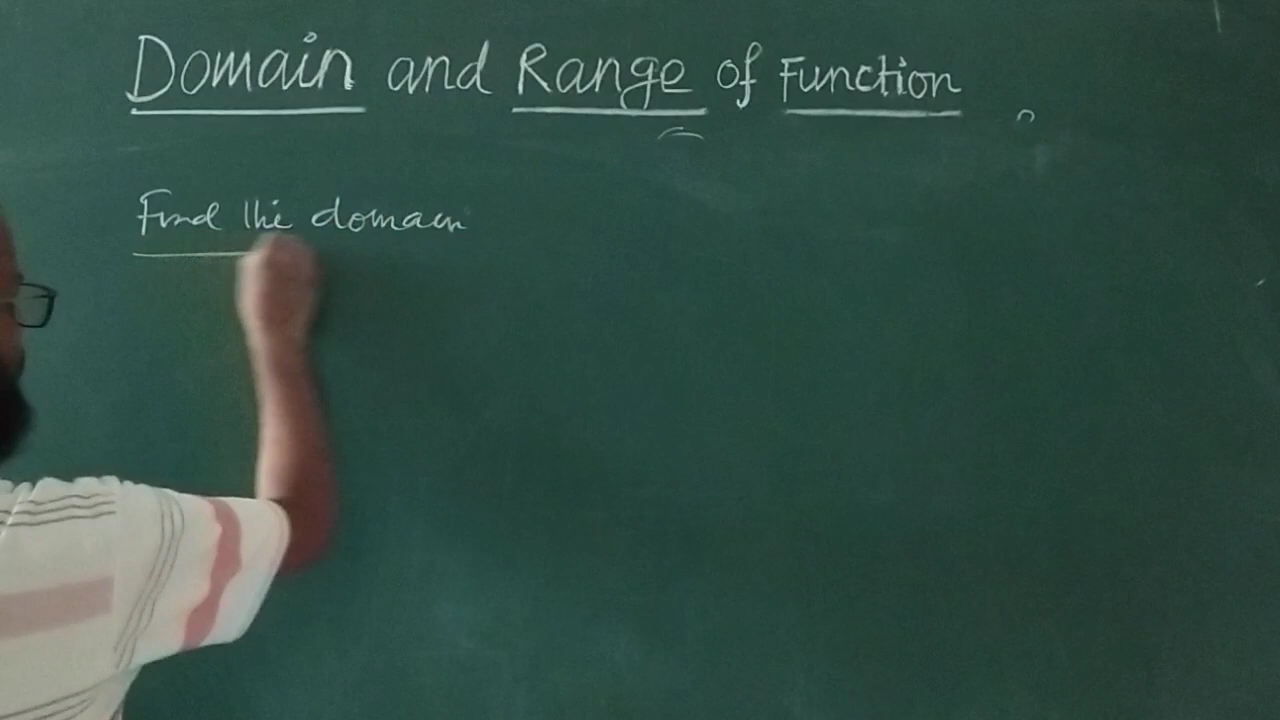 Domain and Range of Function
Find the domain